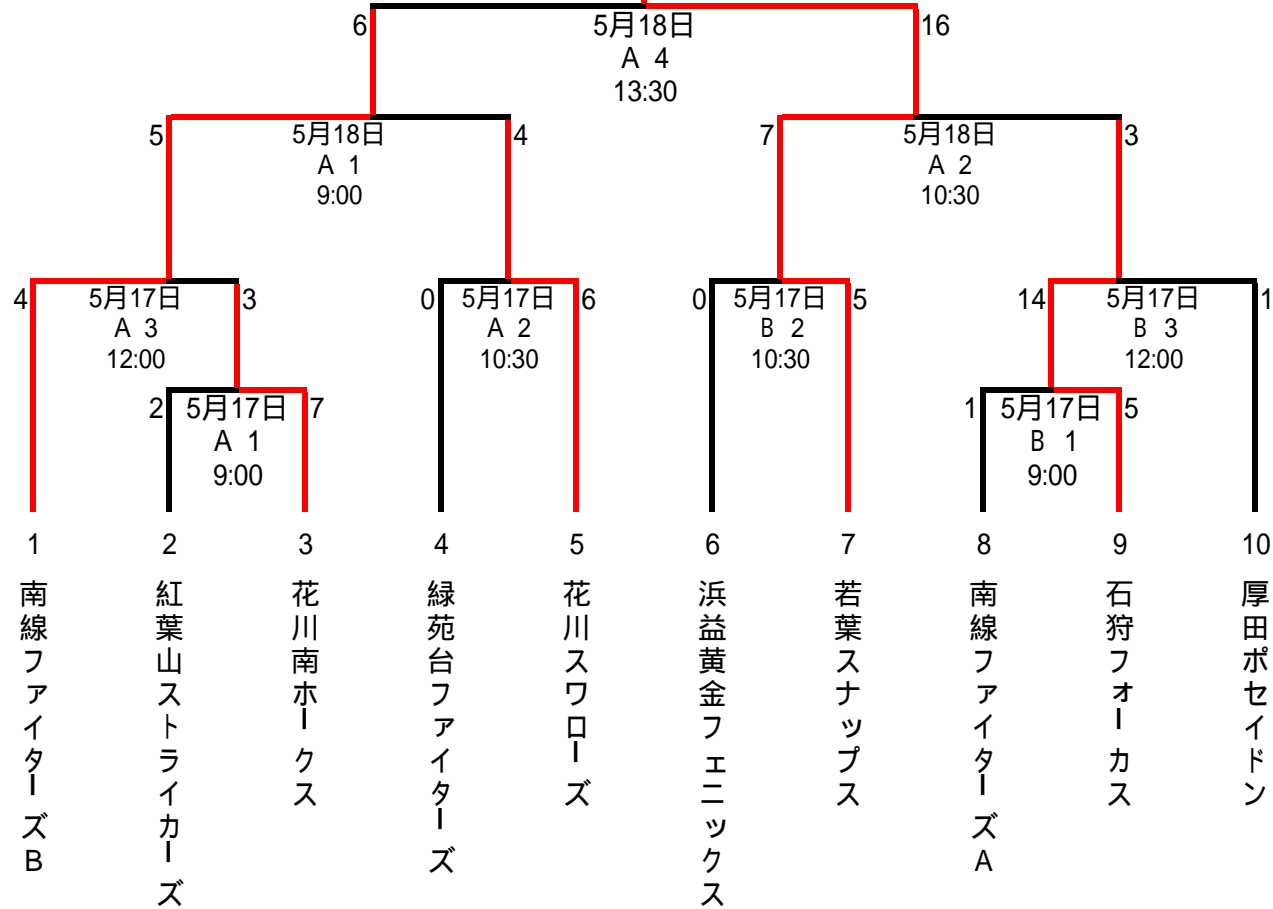 6
16
5月18日
A 4
13:30
5
4
7
3
5月18日
A 1
9:00
5月18日
A 2
10:30
4
3
0
6
0
5
14
1
5月17日
A 3
12:00
5月17日
A 2
10:30
5月17日
B 2
10:30
5月17日
B 3
12:00
2
7
1
5
5月17日
A 1
9:00
5月17日
B 1
9:00
1
2
3
4
5
6
7
8
9
10
南線ファイターズB
紅葉山ストライカーズ
花川南ホークス
緑苑台ファイターズ
花川スワローズ
浜益黄金フェニックス
若葉スナップス
南線ファイターズA
石狩フォーカス
厚田ポセイドン